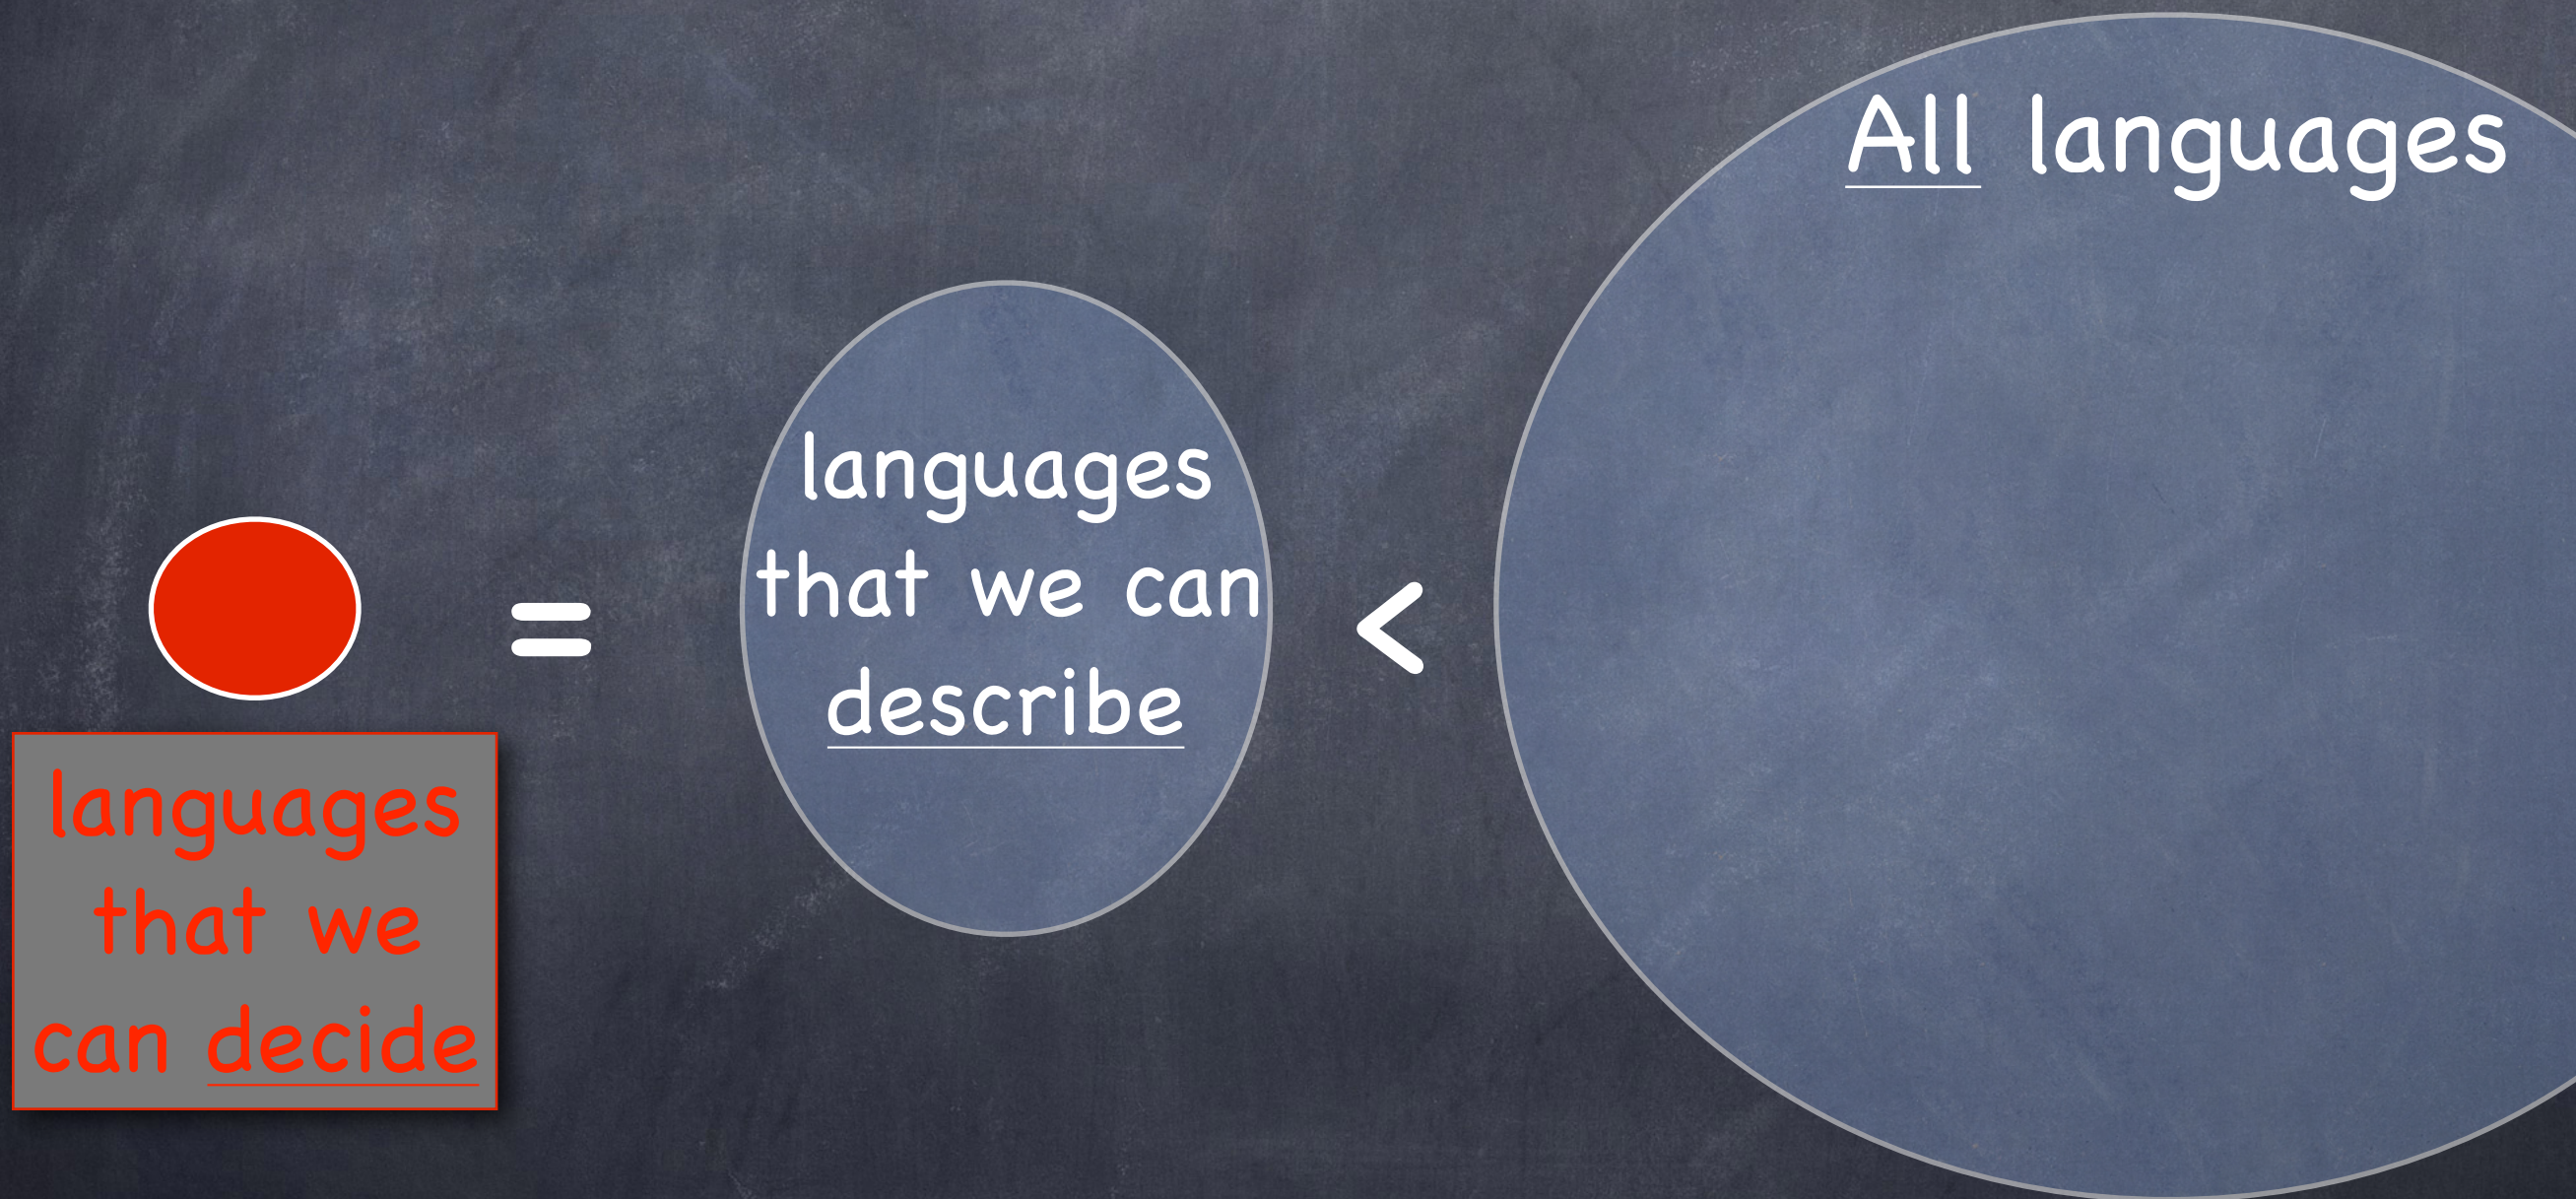 languages
that we
can decide
=
languages
that we can
describe
<
All languages